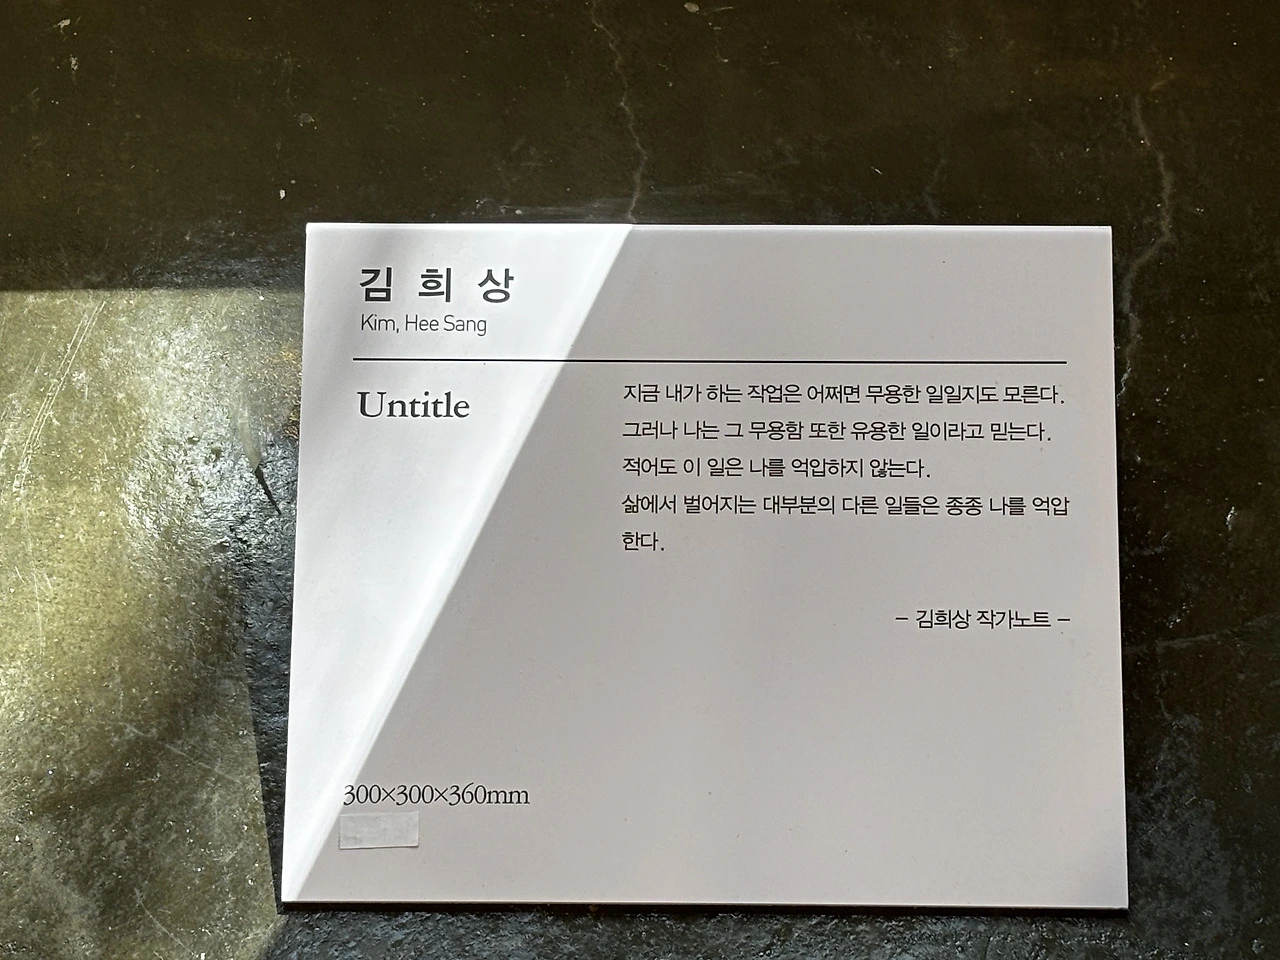 김 희 상
Kim, Hee Sang
Untitle
지금 내가 하는 작업은 어쩌면 무용한 일일지도 모른다.
그러나 나는 그 무용함 또한 유용한 일이라고 믿는다.
적어도 이 일은 나를 억압하지 않는다.
삶에서 벌어지는 대부분의 다른 일들은 종종 나를 억압
한다.
– 김희상 작가노트 –
300×300×360mm